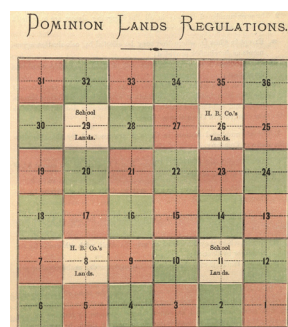 DOMINION LANDS REGULATIONS.
31 32 33 34 35 36
School H. B. Co.'s
30 29 28 27 26 25
Lands. Lands.
19 20 21 22 23 24
18 17 16 15 14 13
H. B. Co.'s School
7 8 9 10 11 12
Lands. Lands.
6 5 4 3 2 1